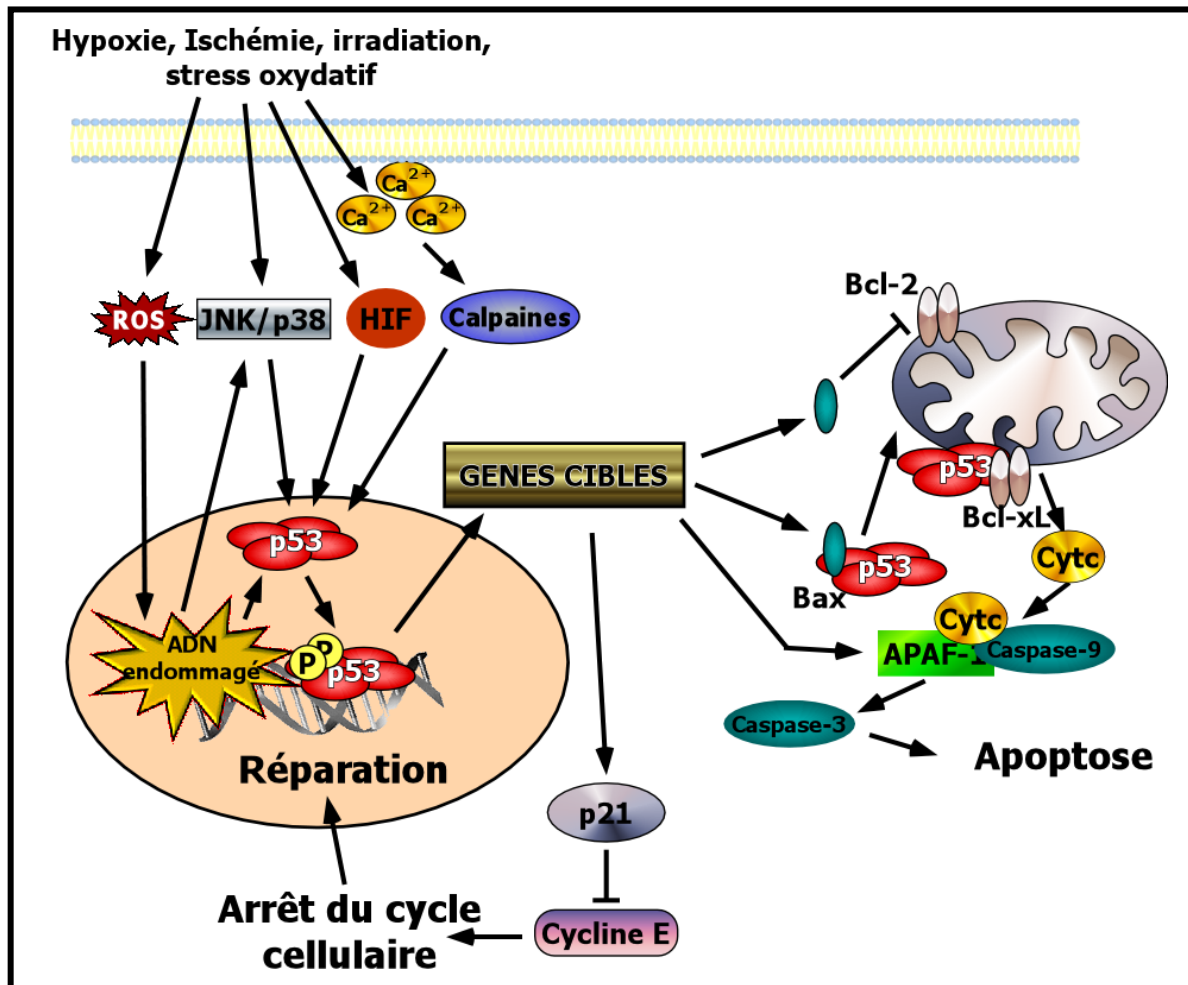 Hypoxie, Ischémie, irradiation,
stress oxydatif
Ca2+
Ca2+
Ca2+
ROS
JNK/p38
HIF
Calpaines
Bcl-2
GENES CIBLES
p53
Bcl-xL
p53
Cytc
p53
Bax
Cytc
ADN
endommagé
P
P
p53
APAF-1
Caspase-9
Caspase-3
Apoptose
Réparation
p21
Arrêt du cycle
cellulaire
Cycline E